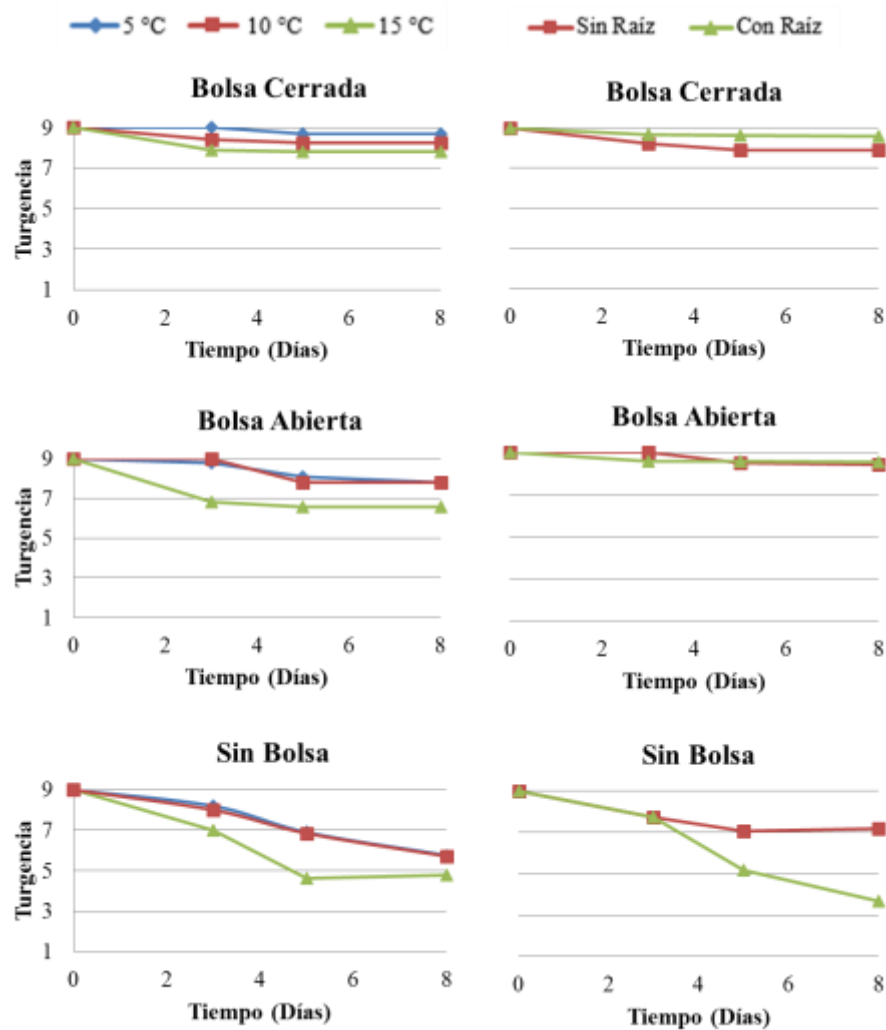 5 °C 10 °C 15 °C
Sin Raíz Con Raíz
Bolsa Cerrada
Turgencia
9
7
5
3
1
0 2 4 6 8
Tiempo (Días)
Bolsa Cerrada
0 2 4 6 8
Tiempo (Días)
Bolsa Abierta
Turgencia
9
7
5
3
1
0 2 4 6 8
Tiempo (Días)
Bolsa Abierta
0 2 4 6 8
Tiempo (Días)
Sin Bolsa
Turgencia
9
7
5
3
1
0 2 4 6 8
Tiempo (Días)
Sin Bolsa
0 2 4 6 8
Tiempo (Días)